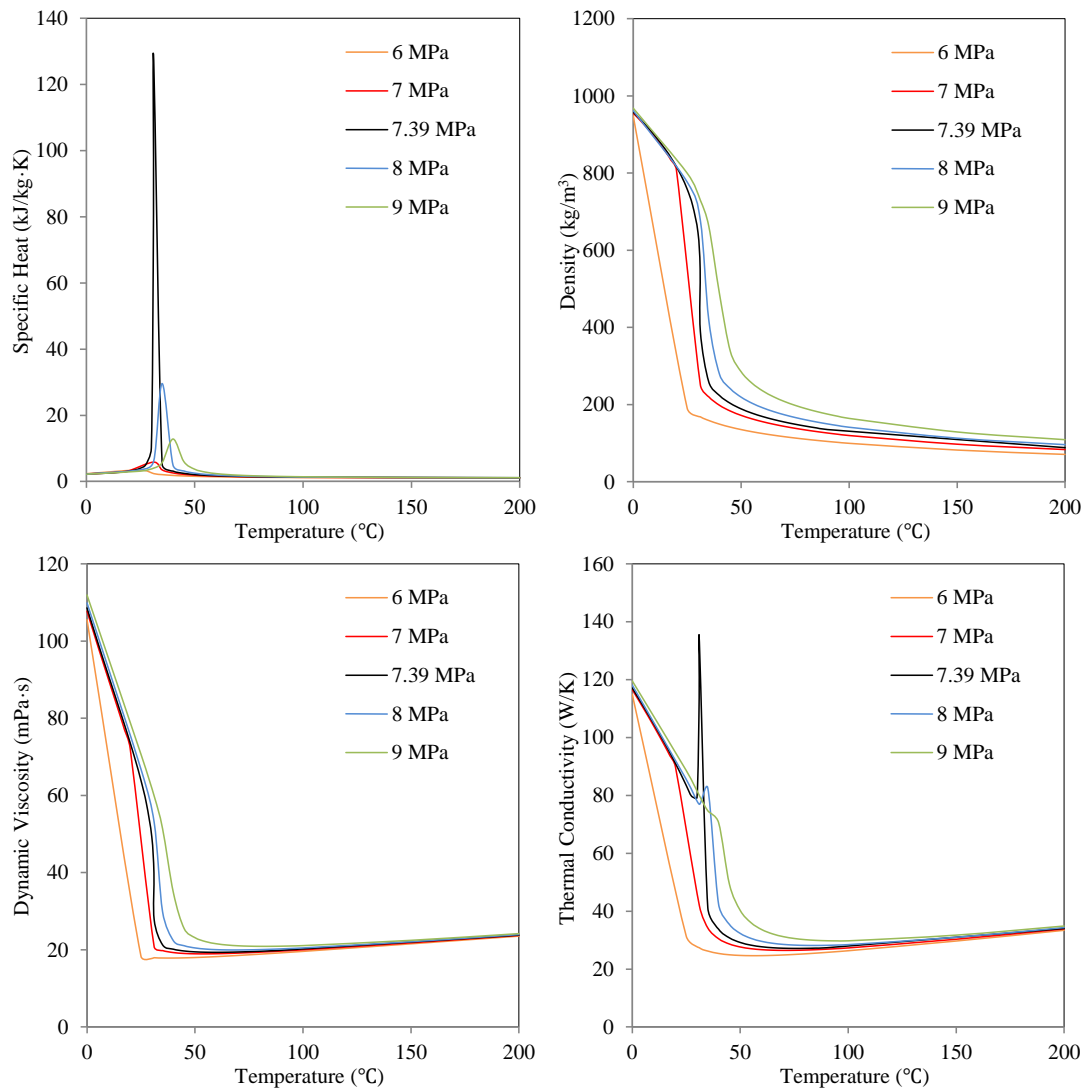 140
120
100
80
60
40
20
0
0
50
100
150
200
Specific Heat (kJ/kg·K)
Temperature (℃)
6 MPa
7 MPa
7.39 MPa
8 MPa
9 MPa
1200
1000
800
600
400
200
0
0
50
100
150
200
Density (kg/m³)
Temperature (℃)
6 MPa
7 MPa
7.39 MPa
8 MPa
9 MPa
120
100
80
60
40
20
0
0
50
100
150
200
Dynamic Viscosity (mPa·s)
Temperature (℃)
6 MPa
7 MPa
7.39 MPa
8 MPa
9 MPa
160
140
120
100
80
60
40
20
0
0
50
100
150
200
Thermal Conductivity (W/K)
Temperature (℃)
6 MPa
7 MPa
7.39 MPa
8 MPa
9 MPa